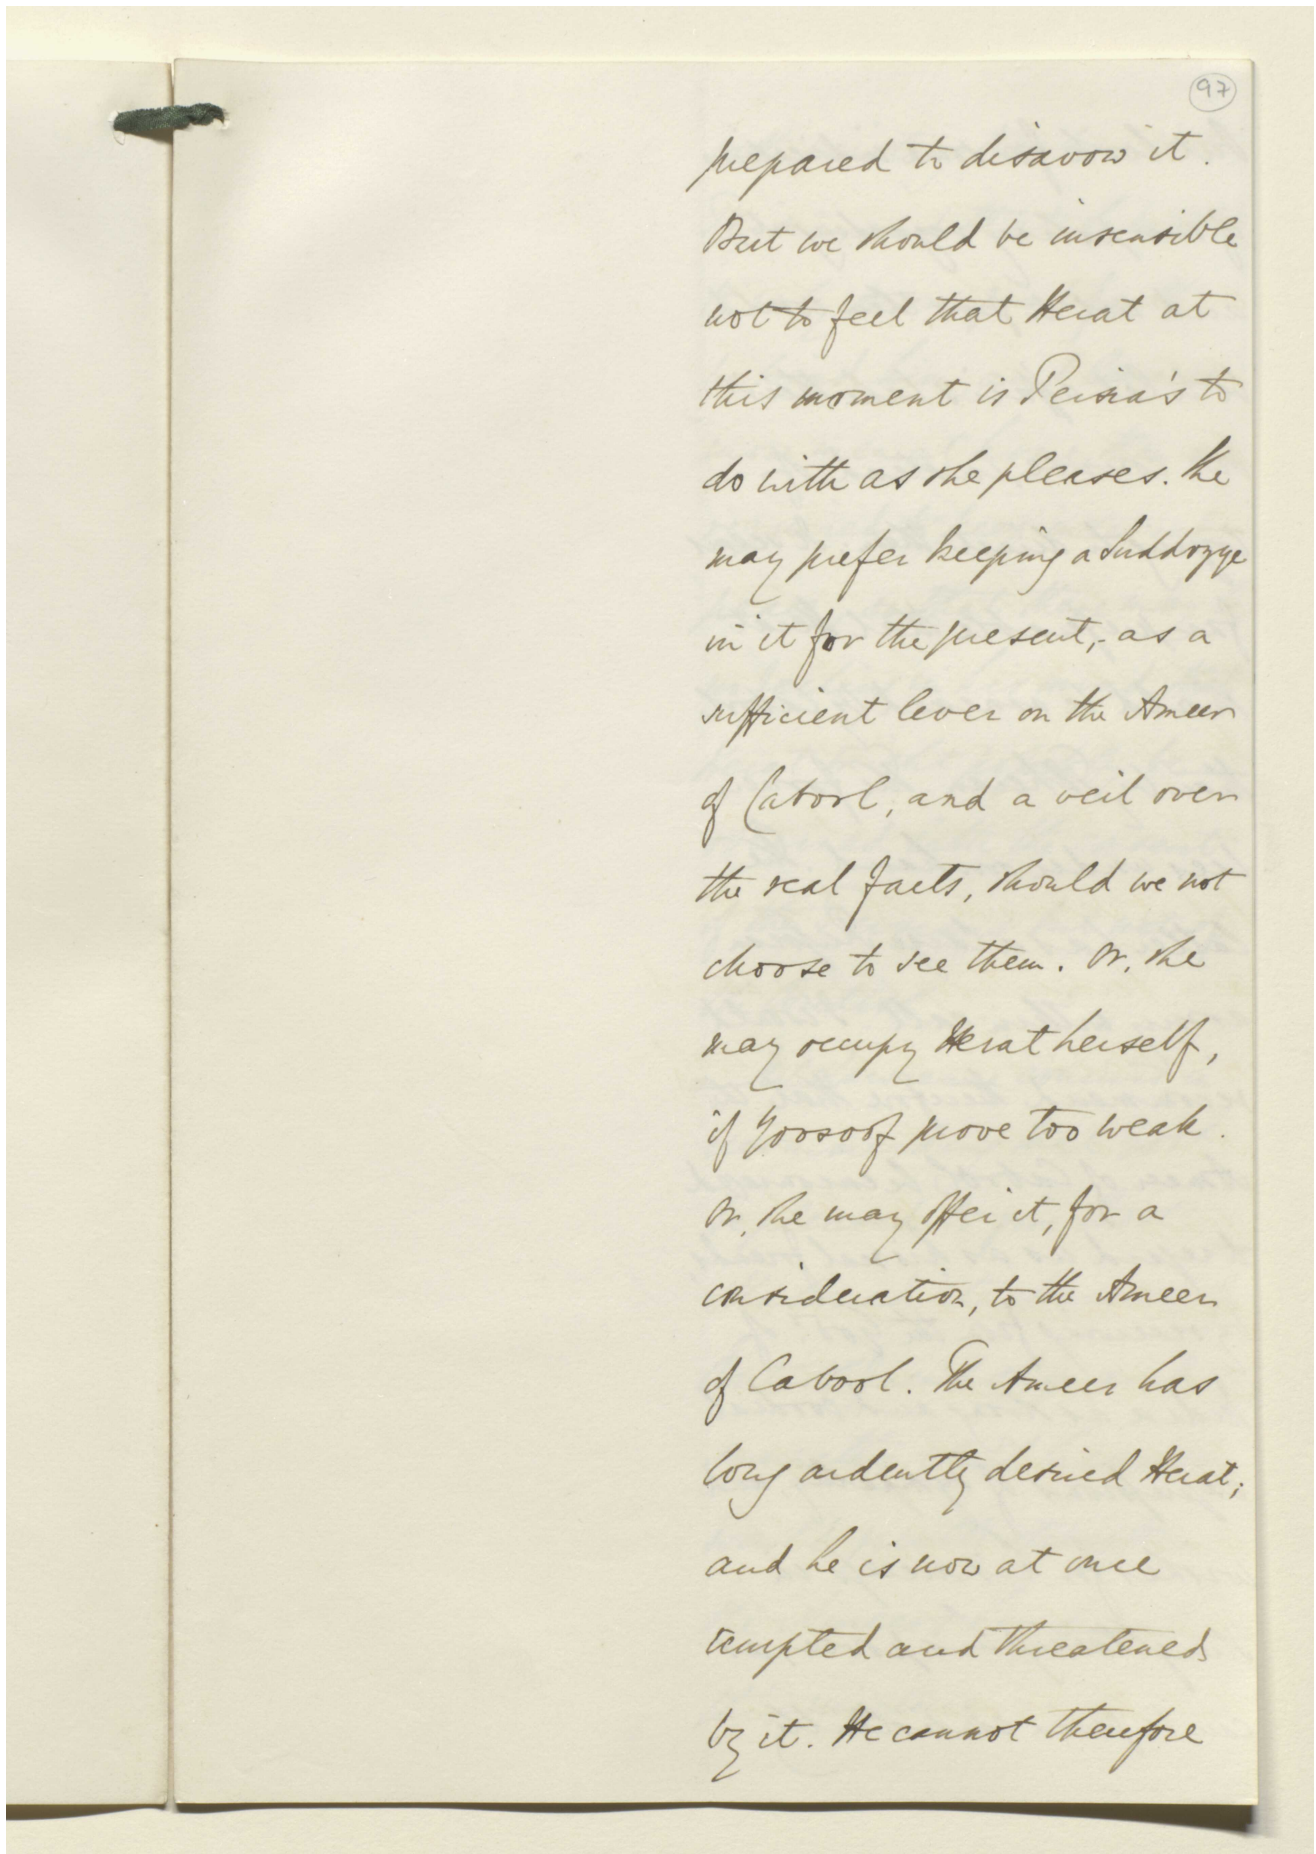 97
prepared to disavow it.
But we should be insensible
not to feel that Herat at
this moment is Persia's to
do with as she pleases. She
may prefer keeping a Suddozye
in it for the present, as a
sufficient lever on the Ameer
of Cabool, and a veil over
the real facts, should we not
choose to see them. Or, she
may occupy Herat herself,
if Yoosoof prove too weak.
Or, she may offer it, for a
consideration, to the Ameer
of Cabool. The Ameer has
long ardently desired Herat;
and he is now at once
tempted and threatened
by it. He cannot therefore